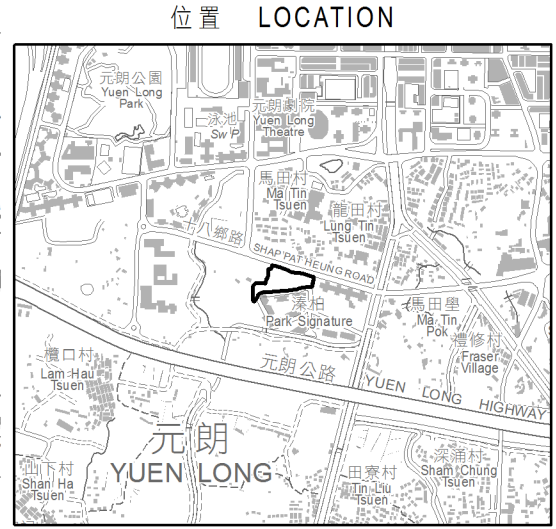 位置 LOCATION
元朗公園
Yuen Long
Park
泳池
Sw P
元朗劇院
Yuen Long
Theatre
馬田村
Ma Tin
Tsuen
龍田村
Lung Tin
Tsuen
十八鄉路
SHAP PAT HEUNG ROAD
溱柏
Park Signature
馬田壆
Ma Tin
Pok
禮修村
Fraser
Village
欖口村
Lam Hau
Tsuen
元朗公路
YUEN LONG HIGHWAY
元朗
YUEN LONG
山下村
Shan Ha
Tsuen
田寮村
Tin Liu
Tsuen
深涌村
Sham Chung
Tsuen